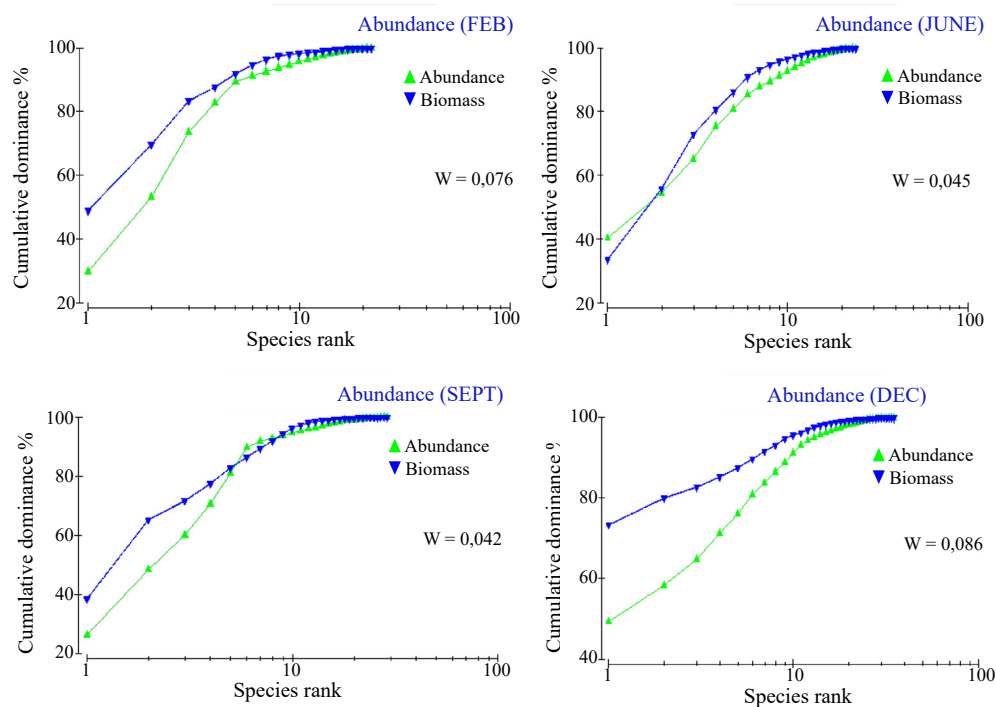 Abundance (FEB)
Cumulative dominance %
100
80
60
40
20
Abundance
Biomass
W = 0,076
1
10
100
Species rank
Abundance (JUNE)
Cumulative dominance %
100
80
60
40
20
Abundance
Biomass
W = 0,045
1
10
100
Species rank
Abundance (SEPT)
Cumulative dominance %
100
80
60
40
20
Abundance
Biomass
W = 0,042
1
10
100
Species rank
Abundance (DEC)
Cumulative dominance
100
80
60
40
Abundance
Biomass
W = 0,086
1
10
100
Species rank